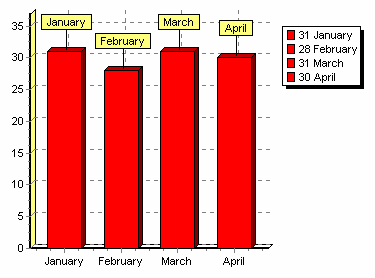 35
30
25
20
15
10
5
0
January
February
March
April
January
February
March
April
31 January
28 February
31 March
30 April